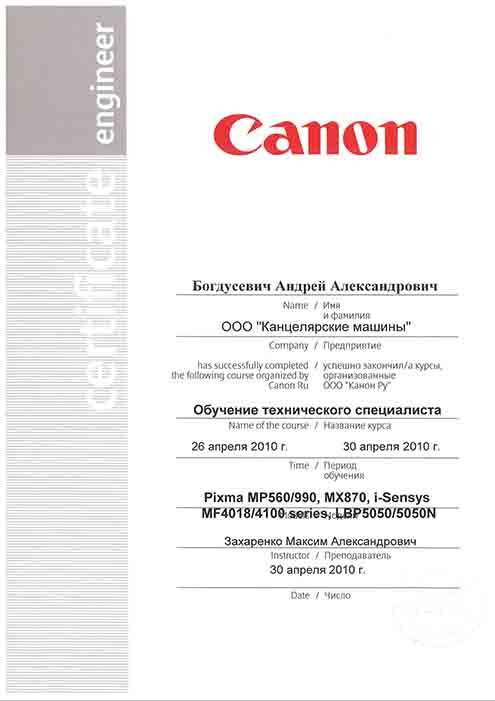 engineer
certificate
Canon
Богдусевич Андрей Александрович
Name / Имя
и фамилия
ООО "Канцелярские машины"
Company / Предприятие
has successfully completed / успешно закончил/а курсы,
the following course organized by организованные
Canon Ru ООО "Канон Ру"
Обучение технического специалиста
Name of the course / Название курса
26 апреля 2010 г. 30 апреля 2010 г.
Time / Период
обучения
Pixma MP560/990, MX870, i-Sensys
MF4018/4100 series, LBP5050/5050N
Захаренко Максим Александрович
Instructor / Преподаватель
30 апреля 2010 г.
Date / Число